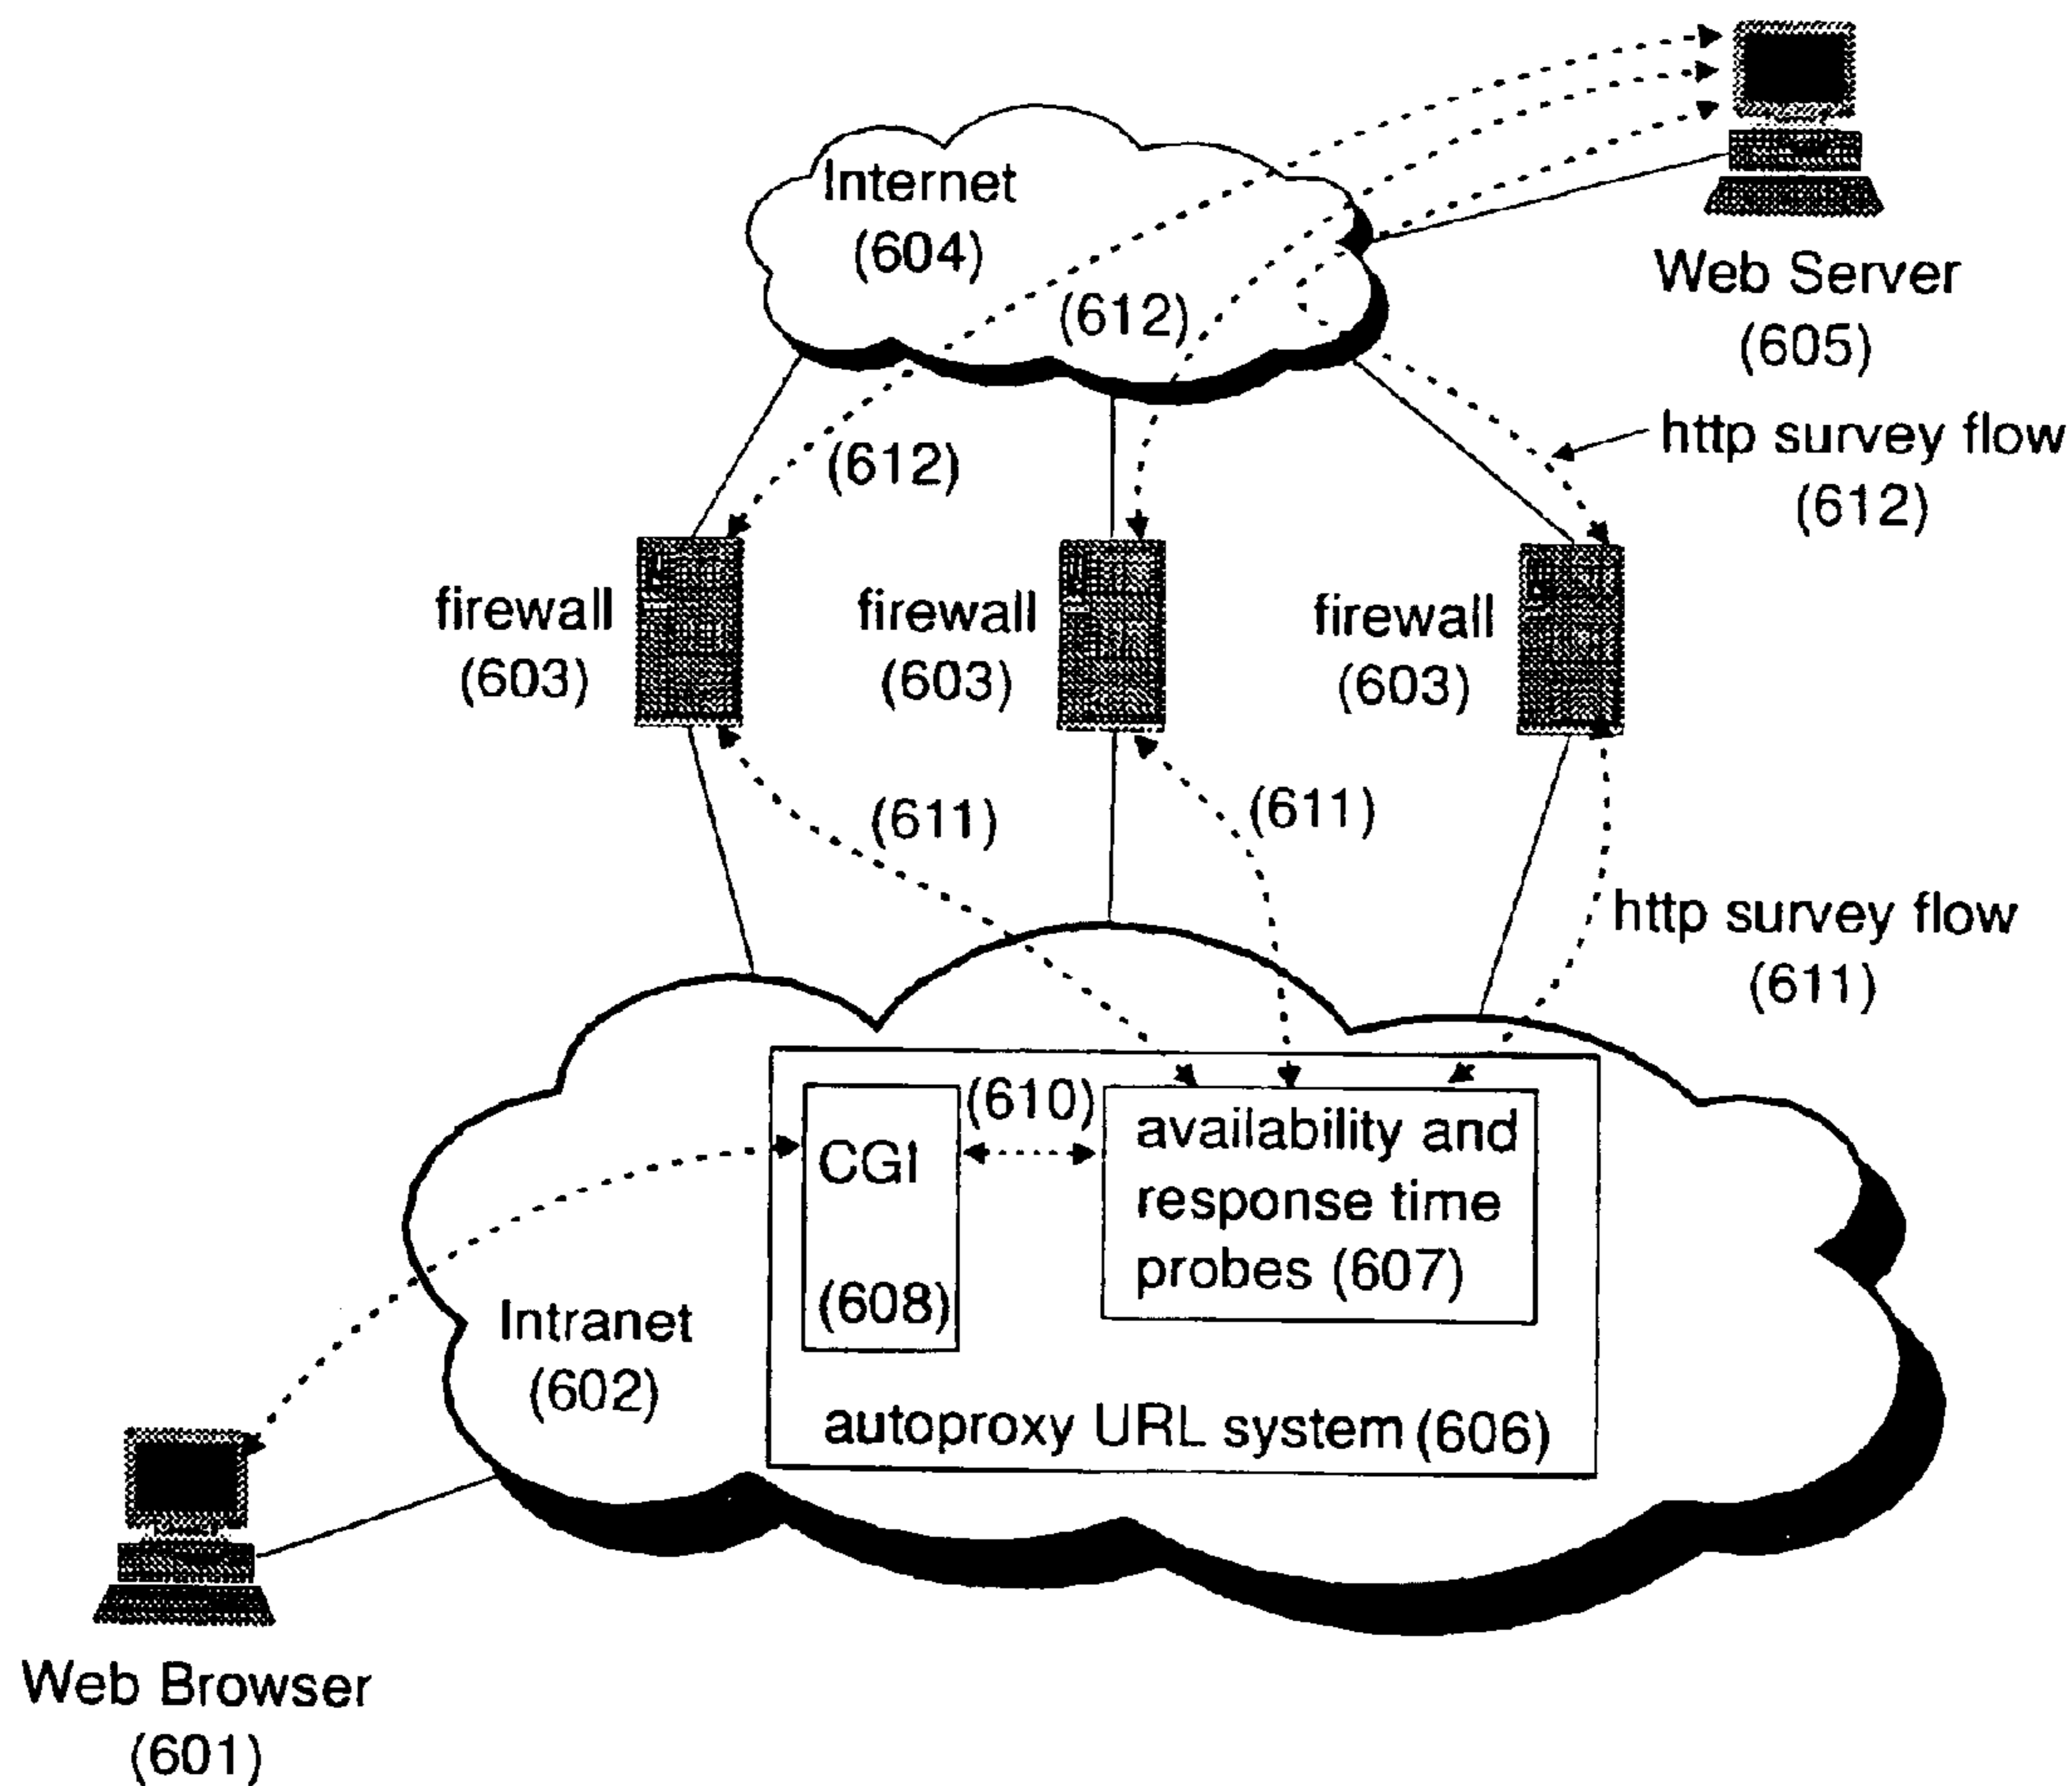 Internet
(604)
(612)
Web Server
(605)
http survey flow
(612)
(612)
firewall
(603)
firewall
(603)
firewall
(603)
(611)
(611)
http survey flow
(611)
(610)
CGI
(608)
availability and
response time
probes (607)
Intranet
(602)
autoproxy URL system (606)
Web Browser
(601)